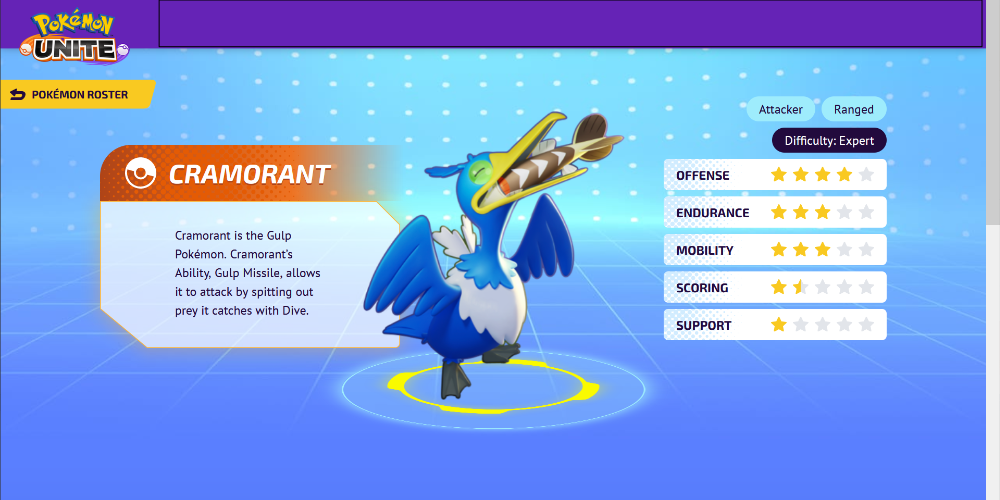 Pokémon
UNITE
POKÉMON ROSTER
Attacker
Ranged
Difficulty: Expert
CRAMORANT
Cramorant is the Gulp
Pokémon. Cramorant's
Ability, Gulp Missile, allows
it to attack by spitting out
prey it catches with Dive.
OFFENSE
ENDURANCE
MOBILITY
SCORING
SUPPORT